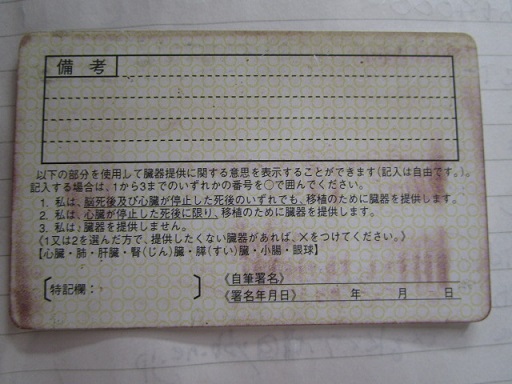 備考
以下の部分を使用して臓器提供に関する意思を表示することができます(記入は自由です。)。
記入する場合は、1から3までのいずれかの番号を○で囲んでください。
1. 私は、脳死後及び心臓が停止した死後のいずれでも、移植のために臓器を提供します。
2. 私は、心臓が停止した死後に限り、移植のために臓器を提供します。
3. 私は、臓器を提供しません。
《1又は2を選んだ方で、提供したくない臓器があれば、×をつけてください。》
【心臓・肺・肝臓・腎(じん)臓・膵(すい)臓・小腸・眼球】
〔特記欄: 〕
《自筆署名》
《署名年月日》 年 月 日